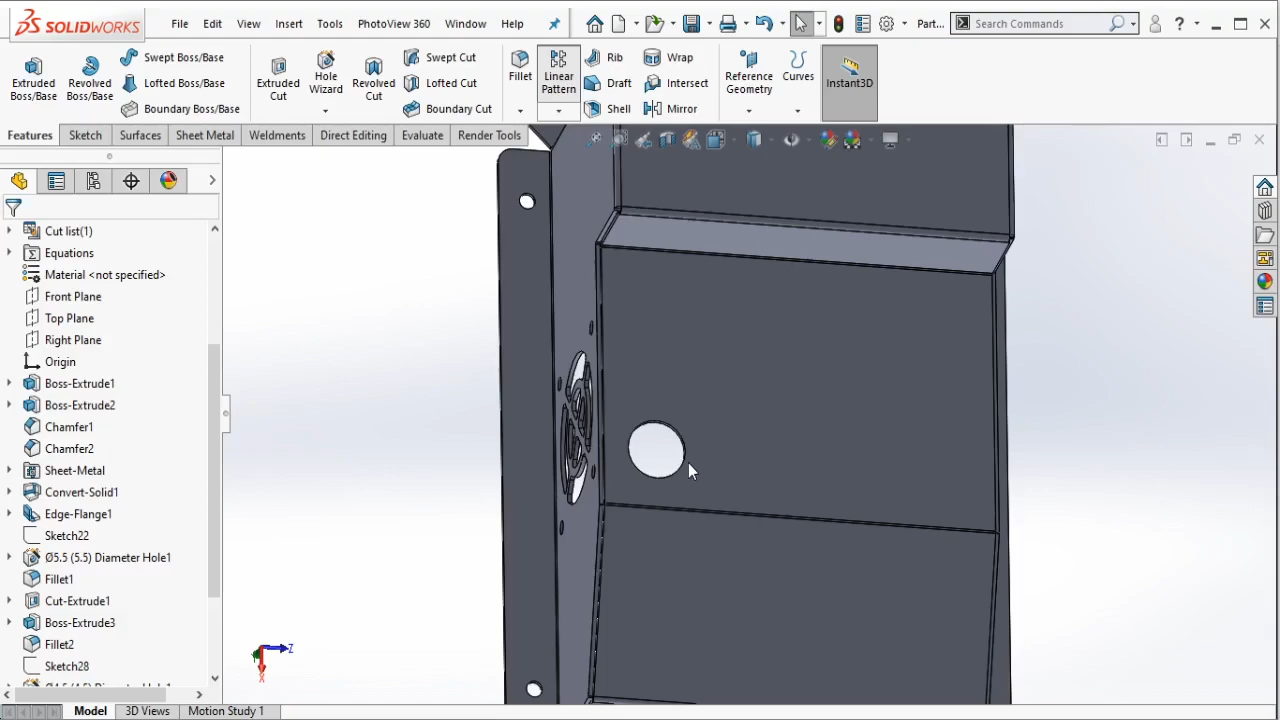 SOLIDWORKS
File
Edit
View
Insert
Tools
PhotoView 360
Window
Help
Part...
Search Commands
?
Extruded Boss/Base
Revolved Boss/Base
Swept Boss/Base
Lofted Boss/Base
Boundary Boss/Base
Extruded Cut
Hole Wizard
Revolved Cut
Swept Cut
Lofted Cut
Boundary Cut
Fillet
Linear Pattern
Rib
Draft
Shell
Wrap
Intersect
Mirror
Reference Geometry
Curves
Instant3D
Features
Sketch
Surfaces
Sheet Metal
Weldments
Direct Editing
Evaluate
Render Tools
Cut list(1)
Equations
Material <not specified>
Front Plane
Top Plane
Right Plane
Origin
Boss-Extrude1
Boss-Extrude2
Chamfer1
Chamfer2
Sheet-Metal
Convert-Solid1
Edge-Flange1
Sketch22
Ø5.5 (5.5) Diameter Hole1
Fillet1
Cut-Extrude1
Boss-Extrude3
Fillet2
Sketch28
Z
X
Model
3D Views
Motion Study 1